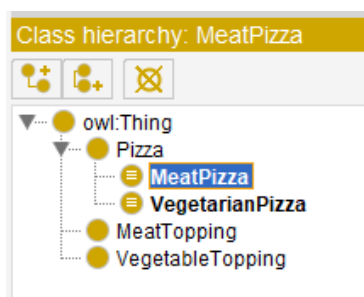 Class hierarchy: MeatPizza
owl:Thing
Pizza
MeatPizza
VegetarianPizza
MeatTopping
VegetableTopping